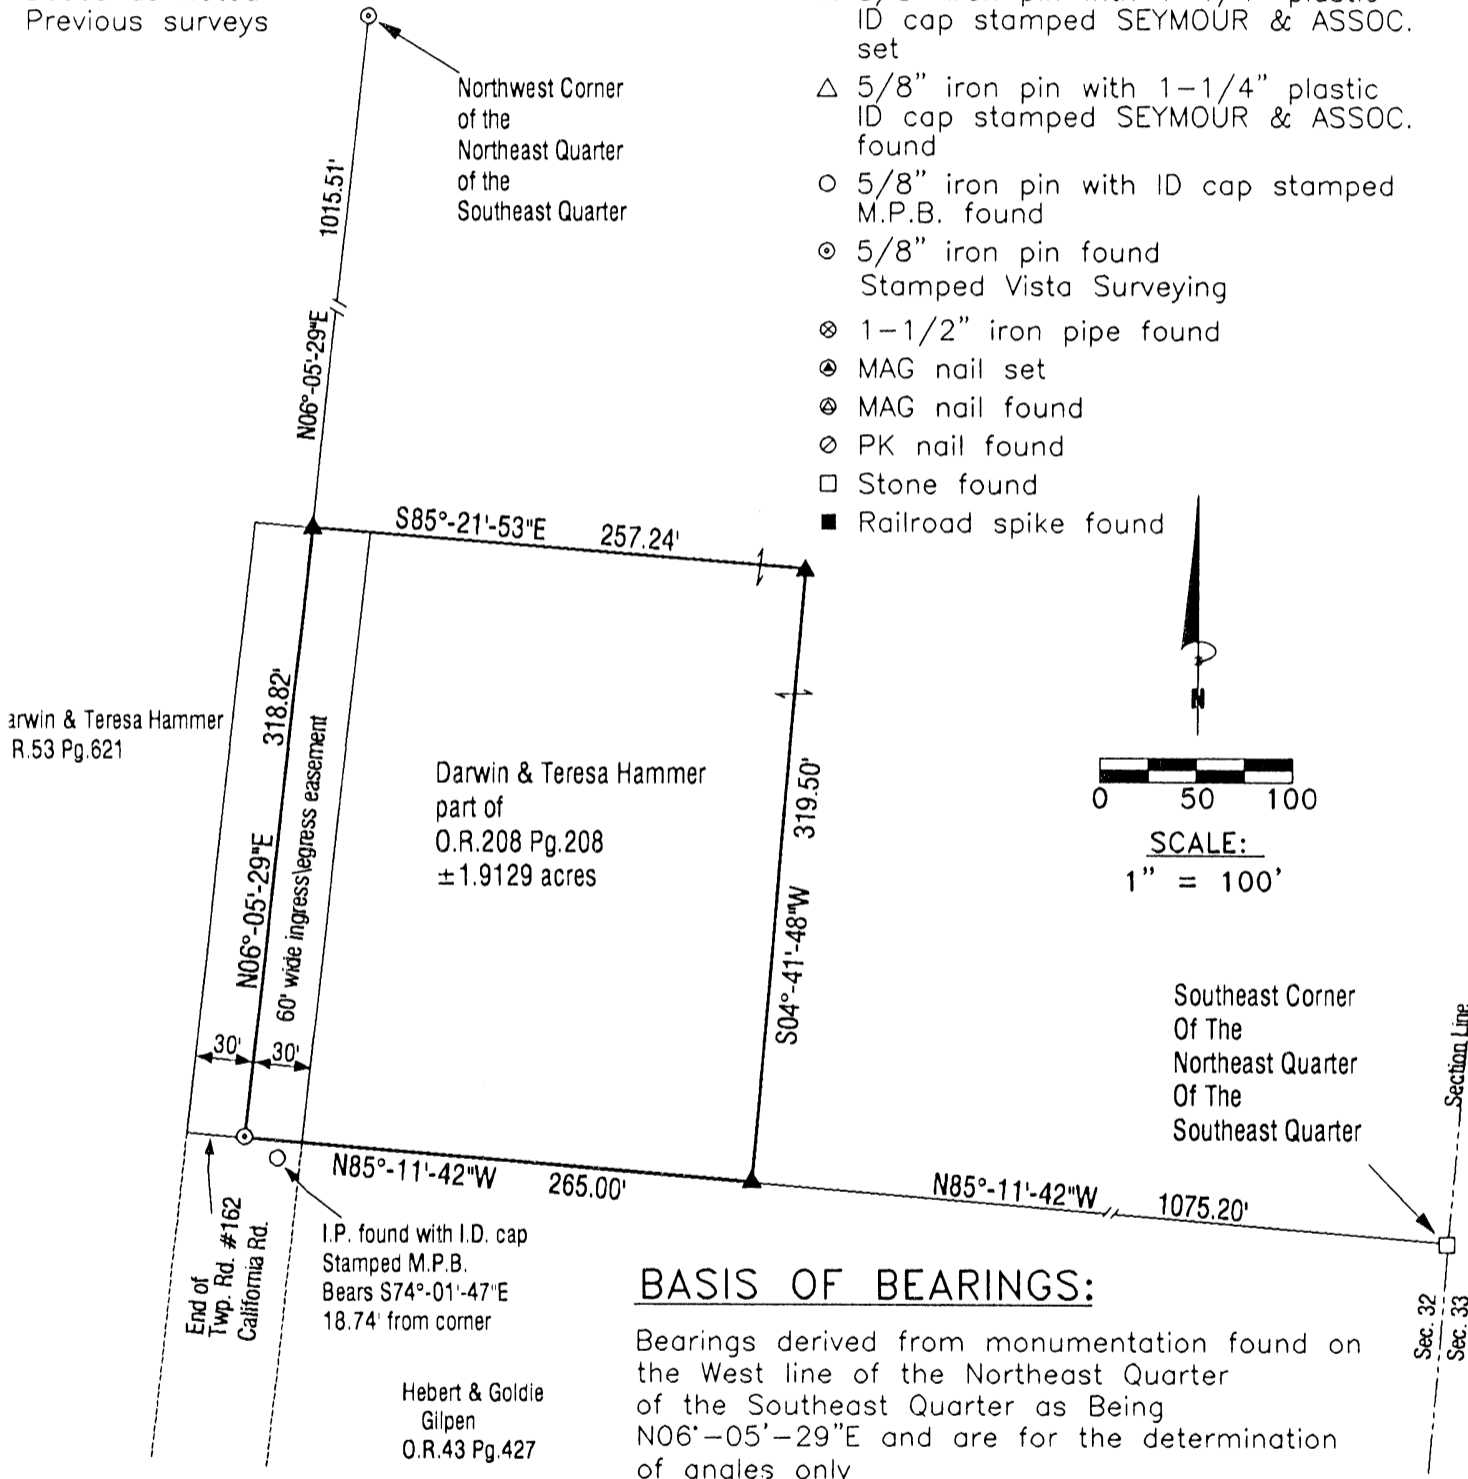 Previous surveys
ID cap stamped SEYMOUR & ASSOC.
set
5/8" iron pin with 1-1/4" plastic
ID cap stamped SEYMOUR & ASSOC.
found
5/8" iron pin with ID cap stamped
M.P.B. found
5/8" iron pin found
Stamped Vista Surveying
1-1/2" iron pipe found
MAG nail set
MAG nail found
PK nail found
Stone found
Railroad spike found
Northwest Corner
of the
Northeast Quarter
of the
Southeast Quarter
1015.51'
N06°-05'-29"E
S85°-21'-53"E 257.24'
318.82'
N06°-05'-29"E
60' wide ingress\egress easement
arwin & Teresa Hammer
R.53 Pg.621
Darwin & Teresa Hammer
part of
O.R.208 Pg.208
±1.9129 acres
319.50'
S04°-41'-48"W
N
0 50 100
SCALE:
1" = 100'
30' 30'
N85°-11'-42"W 265.00'
N85°-11'-42"W 1075.20'
Southeast Corner
Of The
Northeast Quarter
Of The
Southeast Quarter
Section Line
Sec. 32
Sec. 33
End of
Twp. Rd. #162
California Rd.
I.P. found with I.D. cap
Stamped M.P.B.
Bears S74°-01'-47"E
18.74' from corner
Hebert & Goldie
Gilpen
O.R.43 Pg.427
BASIS OF BEARINGS:
Bearings derived from monumentation found on
the West line of the Northeast Quarter
of the Southeast Quarter as Being
N06°-05'-29"E and are for the determination
of angles only